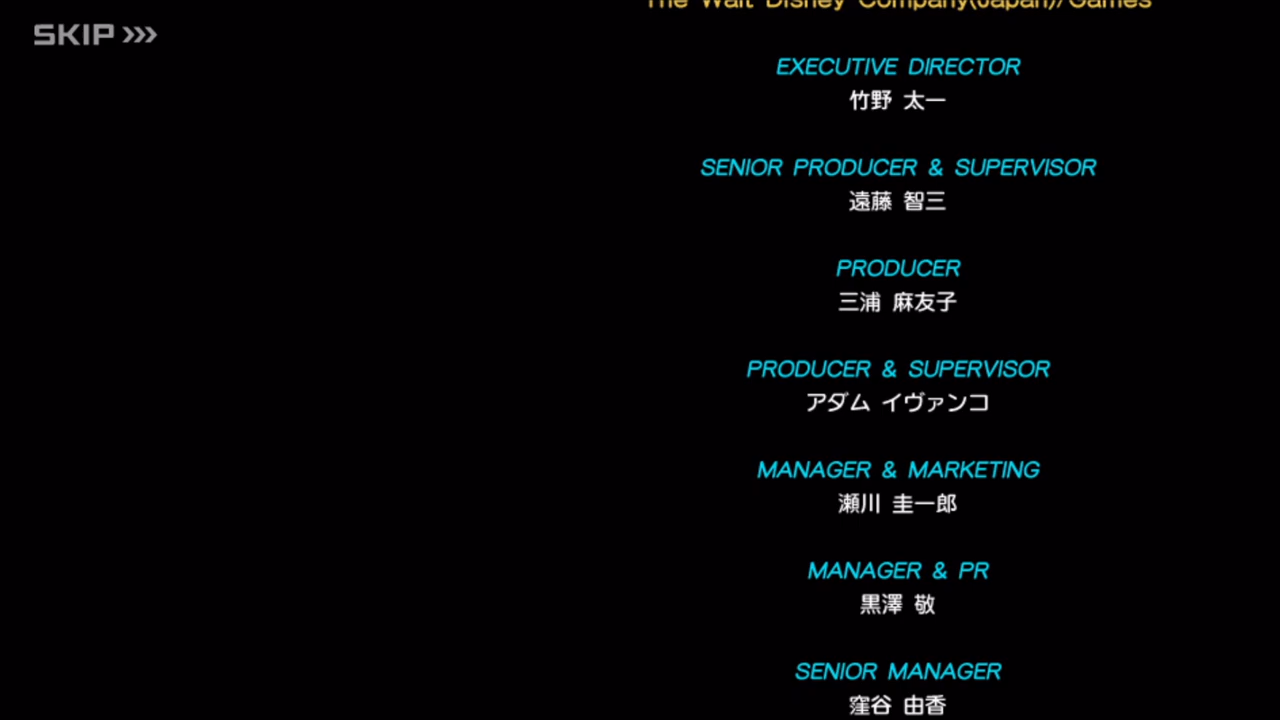 The Walt Disney Company(Japan)/Games
SKIP >>>
EXECUTIVE DIRECTOR
竹野 太一
SENIOR PRODUCER & SUPERVISOR
遠藤 智三
PRODUCER
三浦 麻友子
PRODUCER & SUPERVISOR
アダム イヴァンコ
MANAGER & MARKETING
瀬川 圭一郎
MANAGER & PR
黒澤 敬
SENIOR MANAGER
窪谷 由香